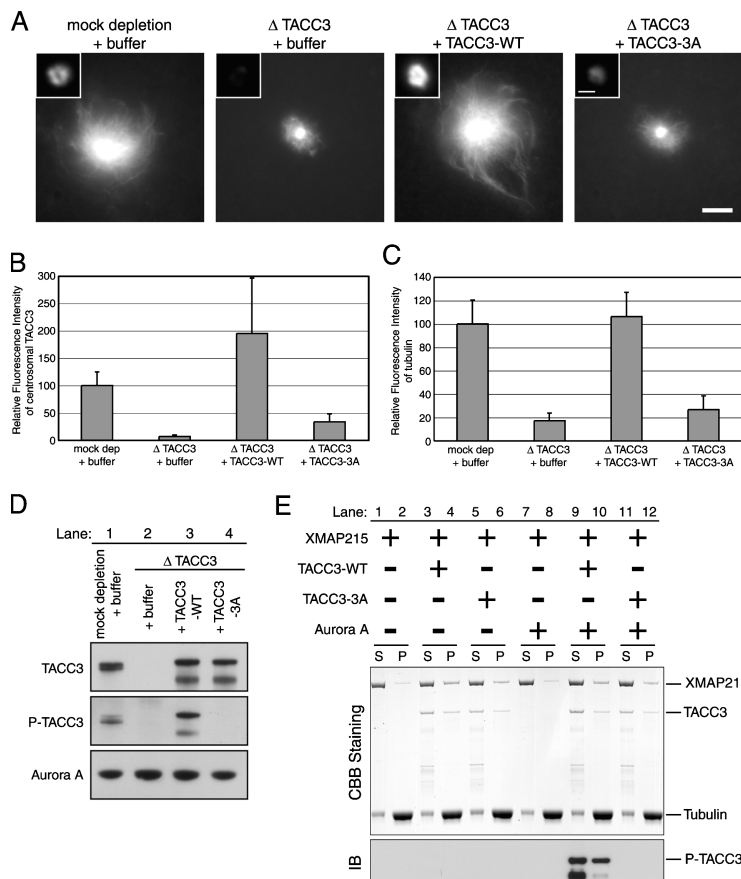 A
mock depletion + buffer
Δ TACC3 + buffer
Δ TACC3 + TACC3-WT
Δ TACC3 + TACC3-3A
B
Relative Fluorescence Intensity of centrosomal TACC3
300
250
200
150
100
50
0
mock dep + buffer
Δ TACC3 + buffer
Δ TACC3 + TACC3-WT
Δ TACC3 + TACC3-3A
C
Relative Fluorescence Intensity of tubulin
140
120
100
80
60
40
20
0
mock dep + buffer
Δ TACC3 + buffer
Δ TACC3 + TACC3-WT
Δ TACC3 + TACC3-3A
D
Lane: 1 2 3 4
Δ TACC3
mock depletion + buffer
+ buffer
+ TACC3 -WT
+ TACC3 -3A
TACC3
P-TACC3
Aurora A
E
Lane: 1 2 3 4 5 6 7 8 9 10 11 12
XMAP215 + + + + + +
TACC3-WT - + - - + -
TACC3-3A - - + - - +
Aurora A - - - + + +
S P S P S P S P S P S P
CBB Staining
XMAP21
TACC3
Tubulin
IB
P-TACC3